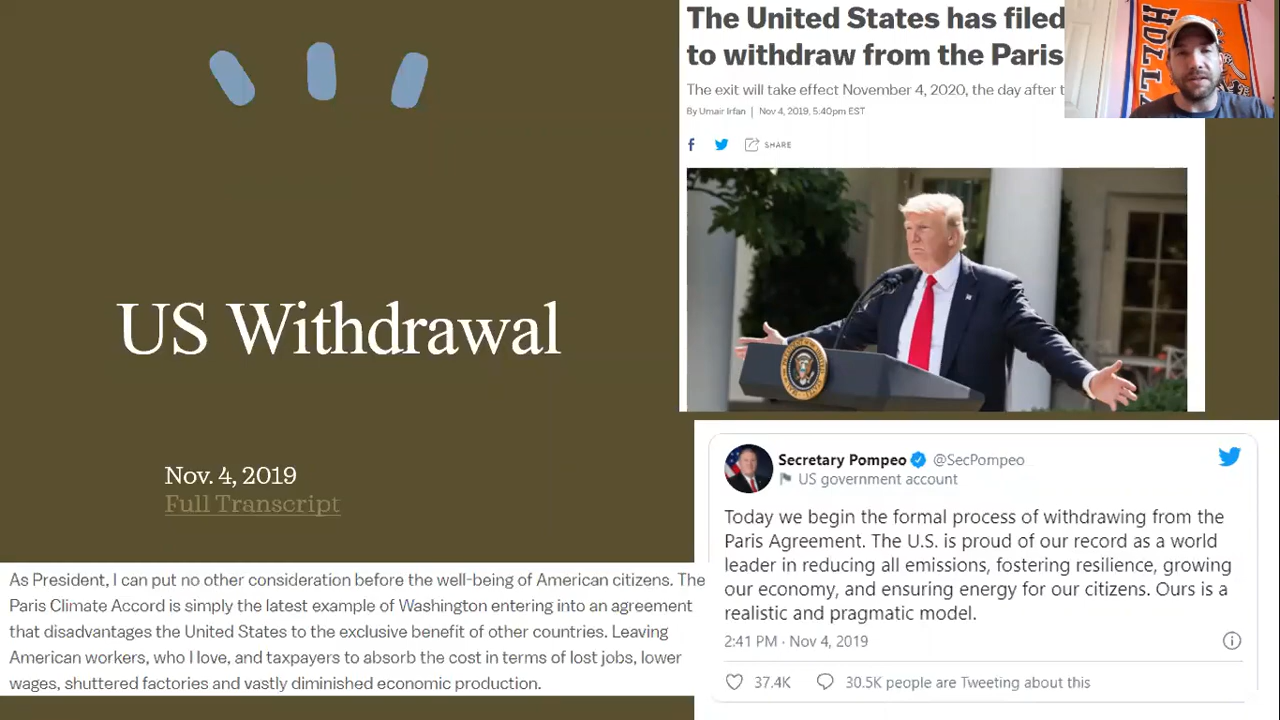 US Withdrawal
Nov. 4, 2019
Full Transcript
As President, I can put no other consideration before the well-being of American citizens. The
Paris Climate Accord is simply the latest example of Washington entering into an agreement
that disadvantages the United States to the exclusive benefit of other countries. Leaving
American workers, who I love, and taxpayers to absorb the cost in terms of lost jobs, lower
wages, shuttered factories and vastly diminished economic production.
The United States has filed
to withdraw from the Paris
The exit will take effect November 4, 2020, the day after t
By Umair Irfan | Nov 4, 2019, 5:40pm EST
SHARE
HOLLA
Secretary Pompeo @SecPompeo
US government account
Today we begin the formal process of withdrawing from the
Paris Agreement. The U.S. is proud of our record as a world
leader in reducing all emissions, fostering resilience, growing
our economy, and ensuring energy for our citizens. Ours is a
realistic and pragmatic model.
2:41 PM · Nov 4, 2019
37.4K 30.5K people are Tweeting about this